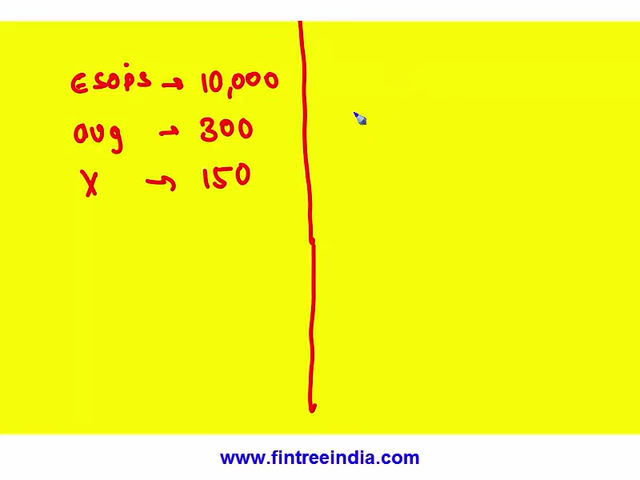 ESOPS → 10,000
avg → 300
X → 150
www.fintreeindia.com